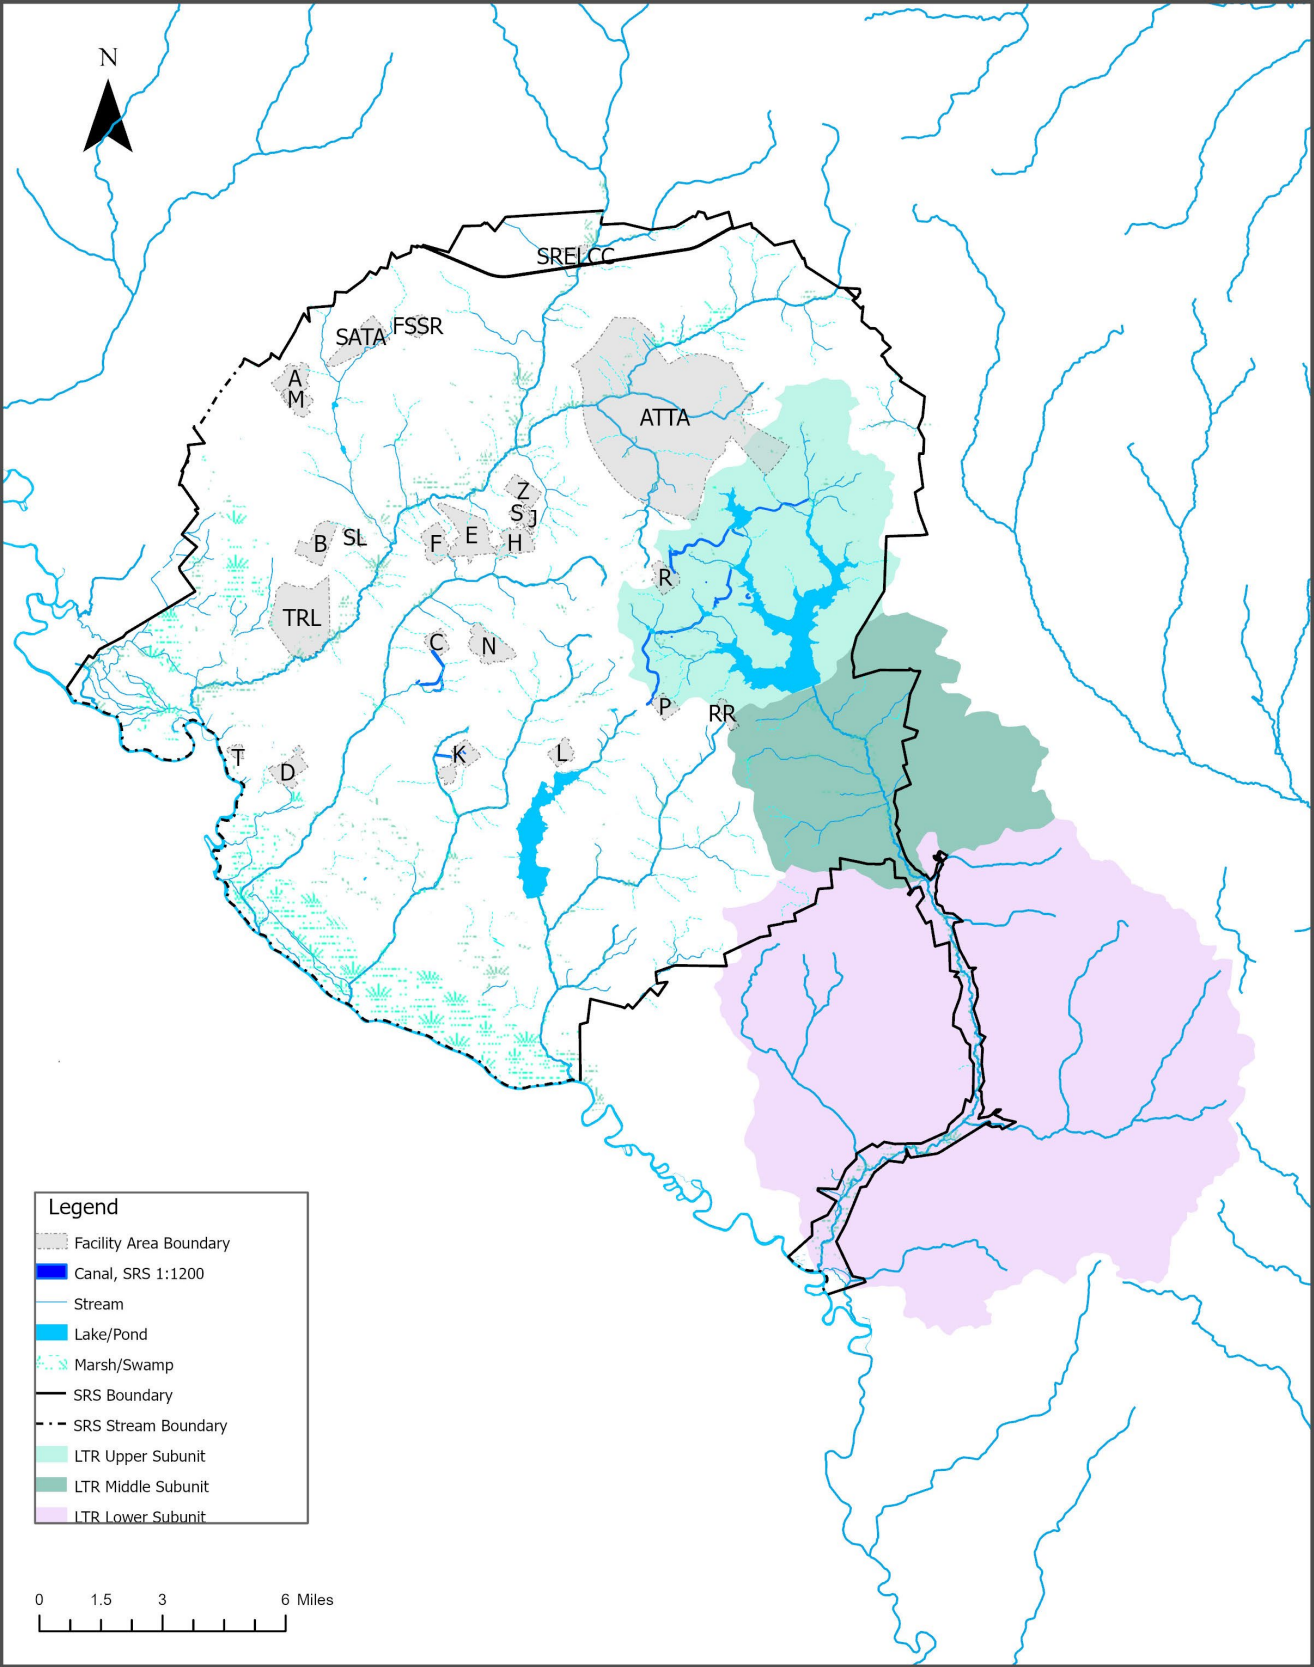 N
SRELCC
SATA
FSSR
A
M
ATTA
Z
S
J
B
SL
F
E
H
R
TRL
C
N
P
RR
T
D
K
L
Legend
Facility Area Boundary
Canal, SRS 1:1200
Stream
Lake/Pond
Marsh/Swamp
SRS Boundary
SRS Stream Boundary
LTR Upper Subunit
LTR Middle Subunit
LTR Lower Subunit
0 1.5 3 6 Miles